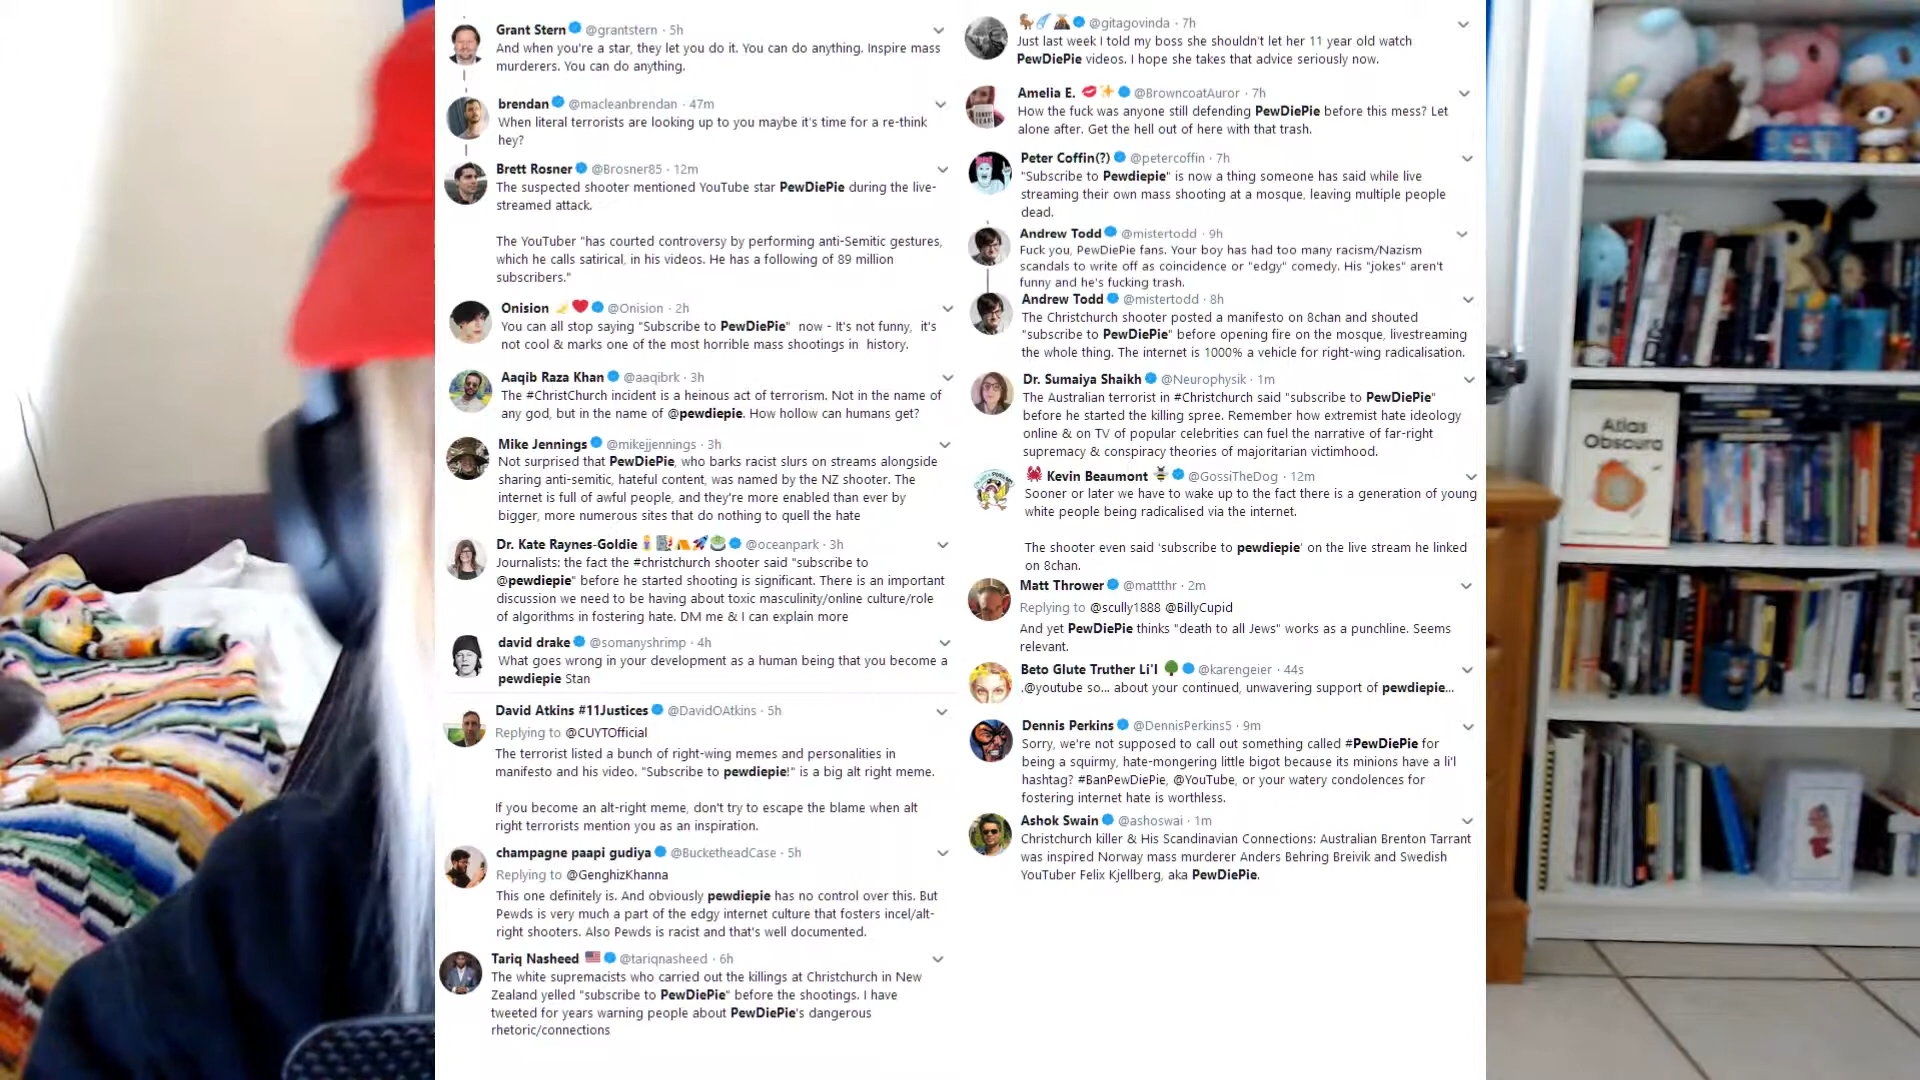 Grant Stern @grantstern · 5h
And when you're a star, they let you do it. You can do anything. Inspire mass
murderers. You can do anything.
brendan @macleanbrendan · 47m
When literal terrorists are looking up to you maybe it's time for a re-think
hey?
Brett Rosner @Brosner85 · 12m
The suspected shooter mentioned YouTube star PewDiePie during the live-
streamed attack.
The YouTuber "has courted controversy by performing anti-Semitic gestures,
which he calls satirical, in his videos. He has a following of 89 million
subscribers."
Onision @Onision · 2h
You can all stop saying "Subscribe to PewDiePie" now - It's not funny, it's
not cool & marks one of the most horrible mass shootings in history.
Aaqib Raza Khan @aaqibrk · 3h
The #ChristChurch incident is a heinous act of terrorism. Not in the name of
any god, but in the name of @pewdiepie. How hollow can humans get?
Mike Jennings @mikejjennings · 3h
Not surprised that PewDiePie, who barks racist slurs on streams alongside
sharing anti-semitic, hateful content, was named by the NZ shooter. The
internet is full of awful people, and they're more enabled than ever by
bigger, more numerous sites that do nothing to quell the hate
Dr. Kate Raynes-Goldie @oceanpark · 3h
Journalists: the fact the #christchurch shooter said "subscribe to
@pewdiepie" before he started shooting is significant. There is an important
discussion we need to be having about toxic masculinity/online culture/role
of algorithms in fostering hate. DM me & I can explain more
david drake @somanyshrimp · 4h
What goes wrong in your development as a human being that you become a
pewdiepie Stan
David Atkins #11Justices @DavidOAtkins · 5h
Replying to @CUYTOfficial
The terrorist listed a bunch of right-wing memes and personalities in
manifesto and his video. "Subscribe to pewdiepie!" is a big alt right meme.
If you become an alt-right meme, don't try to escape the blame when alt
right terrorists mention you as an inspiration.
champagne paapi gudiya @BucketheadCase · 5h
Replying to @GenghizKhanna
This one definitely is. And obviously pewdiepie has no control over this. But
Pewds is very much a part of the edgy internet culture that fosters incel/alt-
right shooters. Also Pewds is racist and that's well documented.
Tariq Nasheed @tariqnasheed · 6h
The white supremacists who carried out the killings at Christchurch in New
Zealand yelled "subscribe to PewDiePie" before the shootings. I have
tweeted for years warning people about PewDiePie's dangerous
rhetoric/connections
@gitagovinda · 7h
Just last week I told my boss she shouldn't let her 11 year old watch
PewDiePie videos. I hope she takes that advice seriously now.
Amelia E. @BrowncoatAuror · 7h
How the fuck was anyone still defending PewDiePie before this mess? Let
alone after. Get the hell out of here with that trash.
Peter Coffin(?) @petercoffin · 7h
"Subscribe to Pewdiepie" is now a thing someone has said while live
streaming their own mass shooting at a mosque, leaving multiple people
dead.
Andrew Todd @mistertodd · 9h
Fuck you, PewDiePie fans. Your boy has had too many racism/Nazism
scandals to write off as coincidence or "edgy" comedy. His "jokes" aren't
funny and he's fucking trash.
Andrew Todd @mistertodd · 8h
The Christchurch shooter posted a manifesto on 8chan and shouted
"subscribe to PewDiePie" before opening fire on the mosque, livestreaming
the whole thing. The internet is 1000% a vehicle for right-wing radicalisation.
Dr. Sumaiya Shaikh @Neurophysik · 1m
The Australian terrorist in #Christchurch said "subscribe to PewDiePie"
before he started the killing spree. Remember how extremist hate ideology
online & on TV of popular celebrities can fuel the narrative of far-right
supremacy & conspiracy theories of majoritarian victimhood.
Kevin Beaumont @GossiTheDog · 12m
Sooner or later we have to wake up to the fact there is a generation of young
white people being radicalised via the internet.
The shooter even said 'subscribe to pewdiepie' on the live stream he linked
on 8chan.
Matt Thrower @mattthr · 2m
Replying to @scully1888 @BillyCupid
And yet PewDiePie thinks "death to all Jews" works as a punchline. Seems
relevant.
Beto Glute Truther Li'l @karengeier · 44s
.@youtube so... about your continued, unwavering support of pewdiepie...
Dennis Perkins @DennisPerkins5 · 9m
Sorry, we're not supposed to call out something called #PewDiePie for
being a squirmy, hate-mongering little bigot because its minions have a li'l
hashtag? #BanPewDiePie, @YouTube, or your watery condolences for
fostering internet hate is worthless.
Ashok Swain @ashoswai · 1m
Christchurch killer & His Scandinavian Connections: Australian Brenton Tarrant
was inspired Norway mass murderer Anders Behring Breivik and Swedish
YouTuber Felix Kjellberg, aka PewDiePie.
Atlas
Obscura